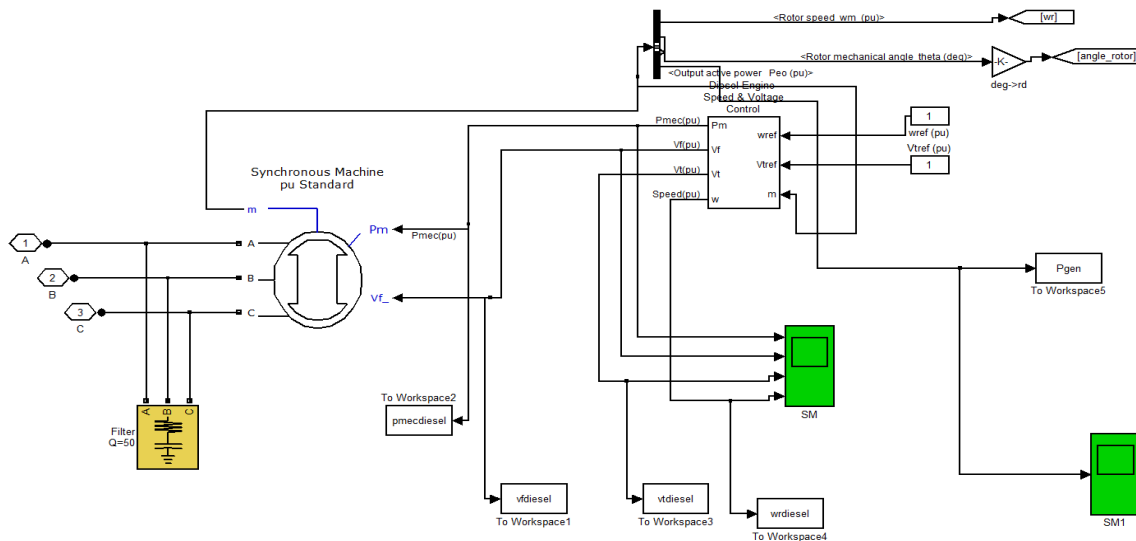 <Rotor speed wm (pu)>
[wr]
<Rotor mechanical angle theta (deg)>
-K-
[angle_rotor]
deg->rd
<Output active power Peo (pu)>
Diesel Engine
Speed & Voltage
Control
Pmec(pu)
Pm
wref
1
wref (pu)
Vf(pu)
Vf
Vtref (pu)
Vtref
1
Vt(pu)
Vt
Speed(pu)
w
m
Synchronous Machine
pu Standard
m
Pm
Pmec(pu)
1
A
A
2
B
B
Vf_
3
C
C
Pgen
To Workspace5
A
B
C
Filter
Q=50
To Workspace2
pmecdiesel
SM
vfdiesel
To Workspace1
vtdiesel
To Workspace3
wrdiesel
To Workspace4
SM1